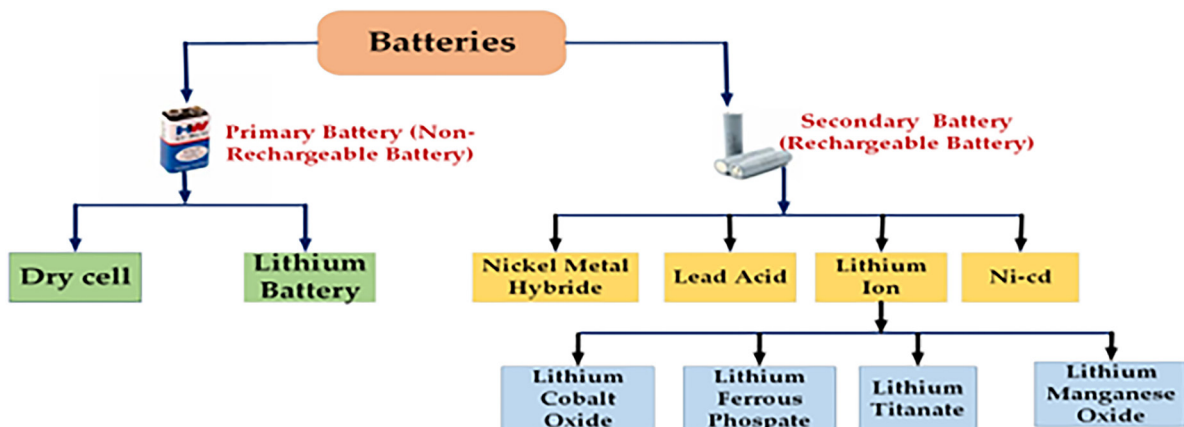 Batteries
Primary Battery (Non-
Rechargeable Battery)
Secondary Battery
(Rechargeable Battery)
HW
Dry cell
Lithium
Battery
Nickel Metal
Hybride
Lead Acid
Lithium
Ion
Ni-cd
Lithium
Cobalt
Oxide
Lithium
Ferrous
Phospate
Lithium
Titanate
Lithium
Manganese
Oxide